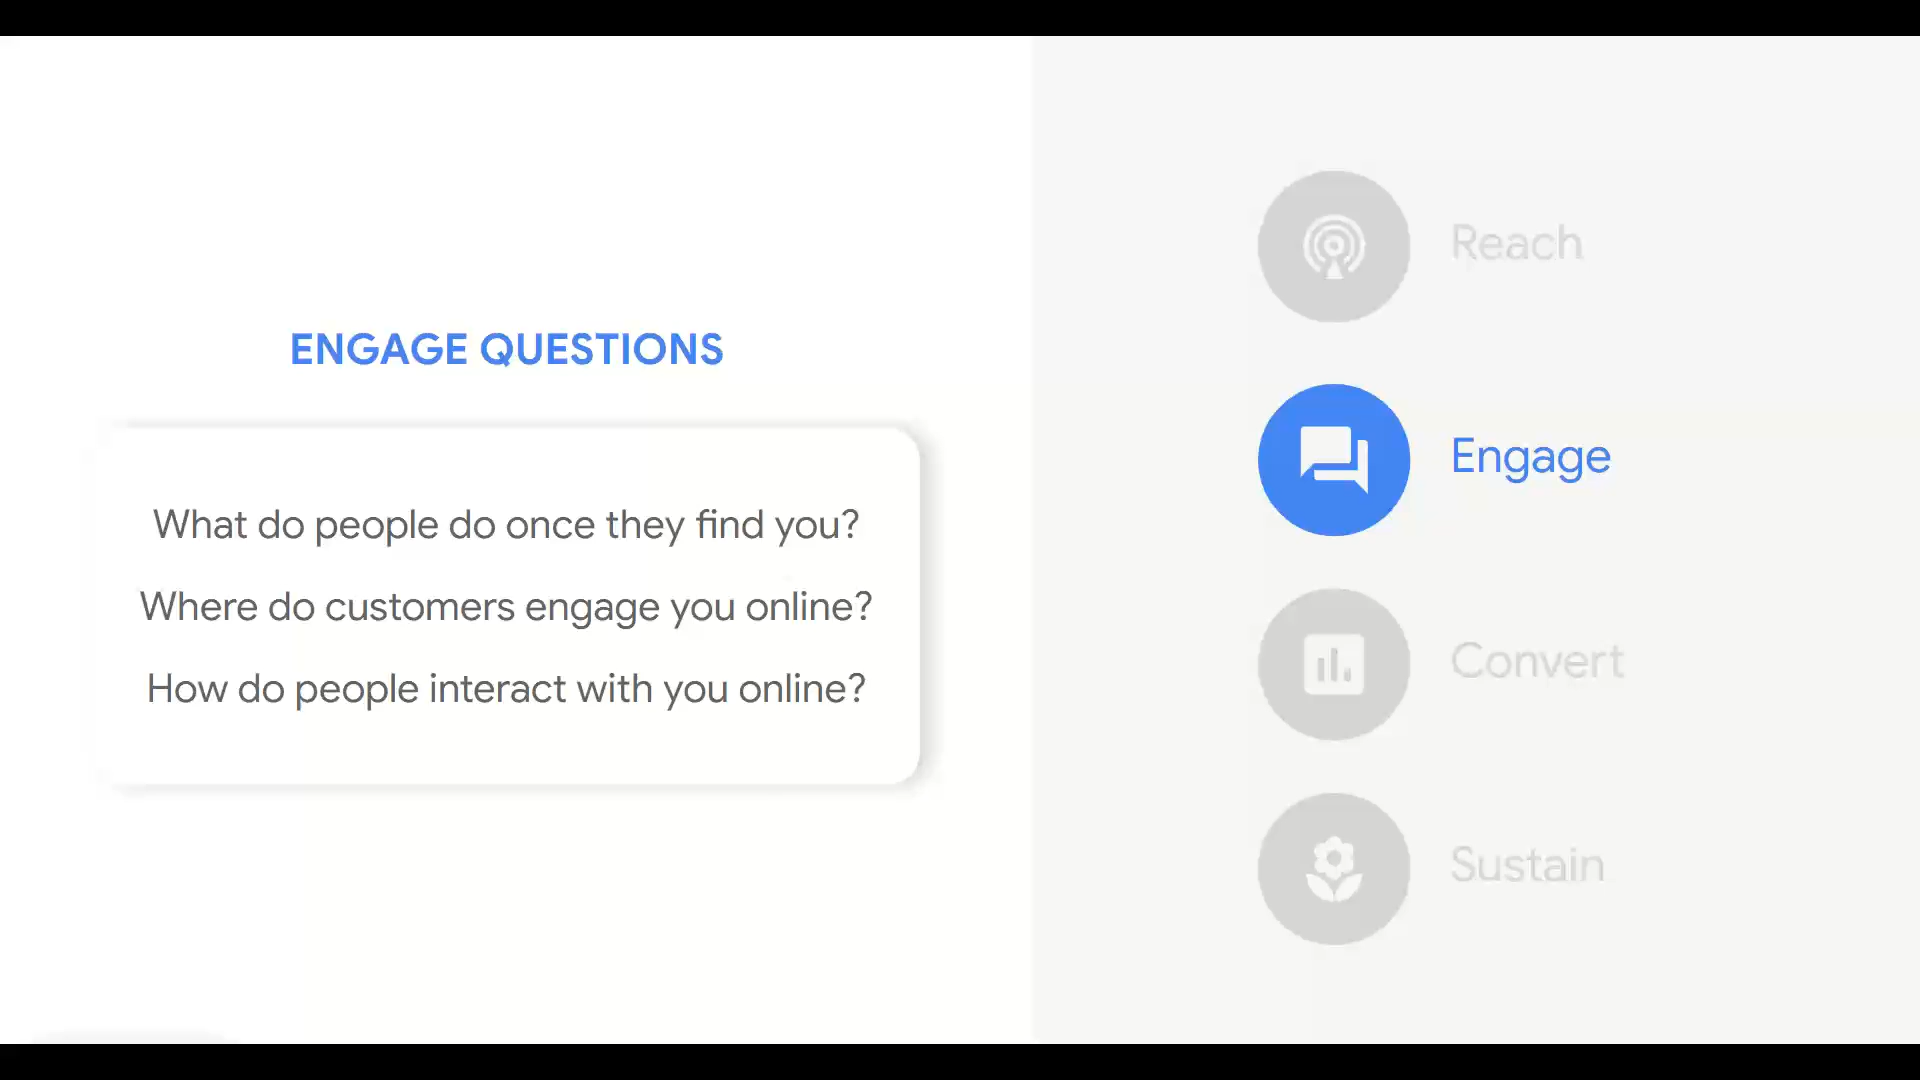 ENGAGE QUESTIONS
What do people do once they find you?
Where do customers engage you online?
How do people interact with you online?
Reach
Engage
Convert
Sustain